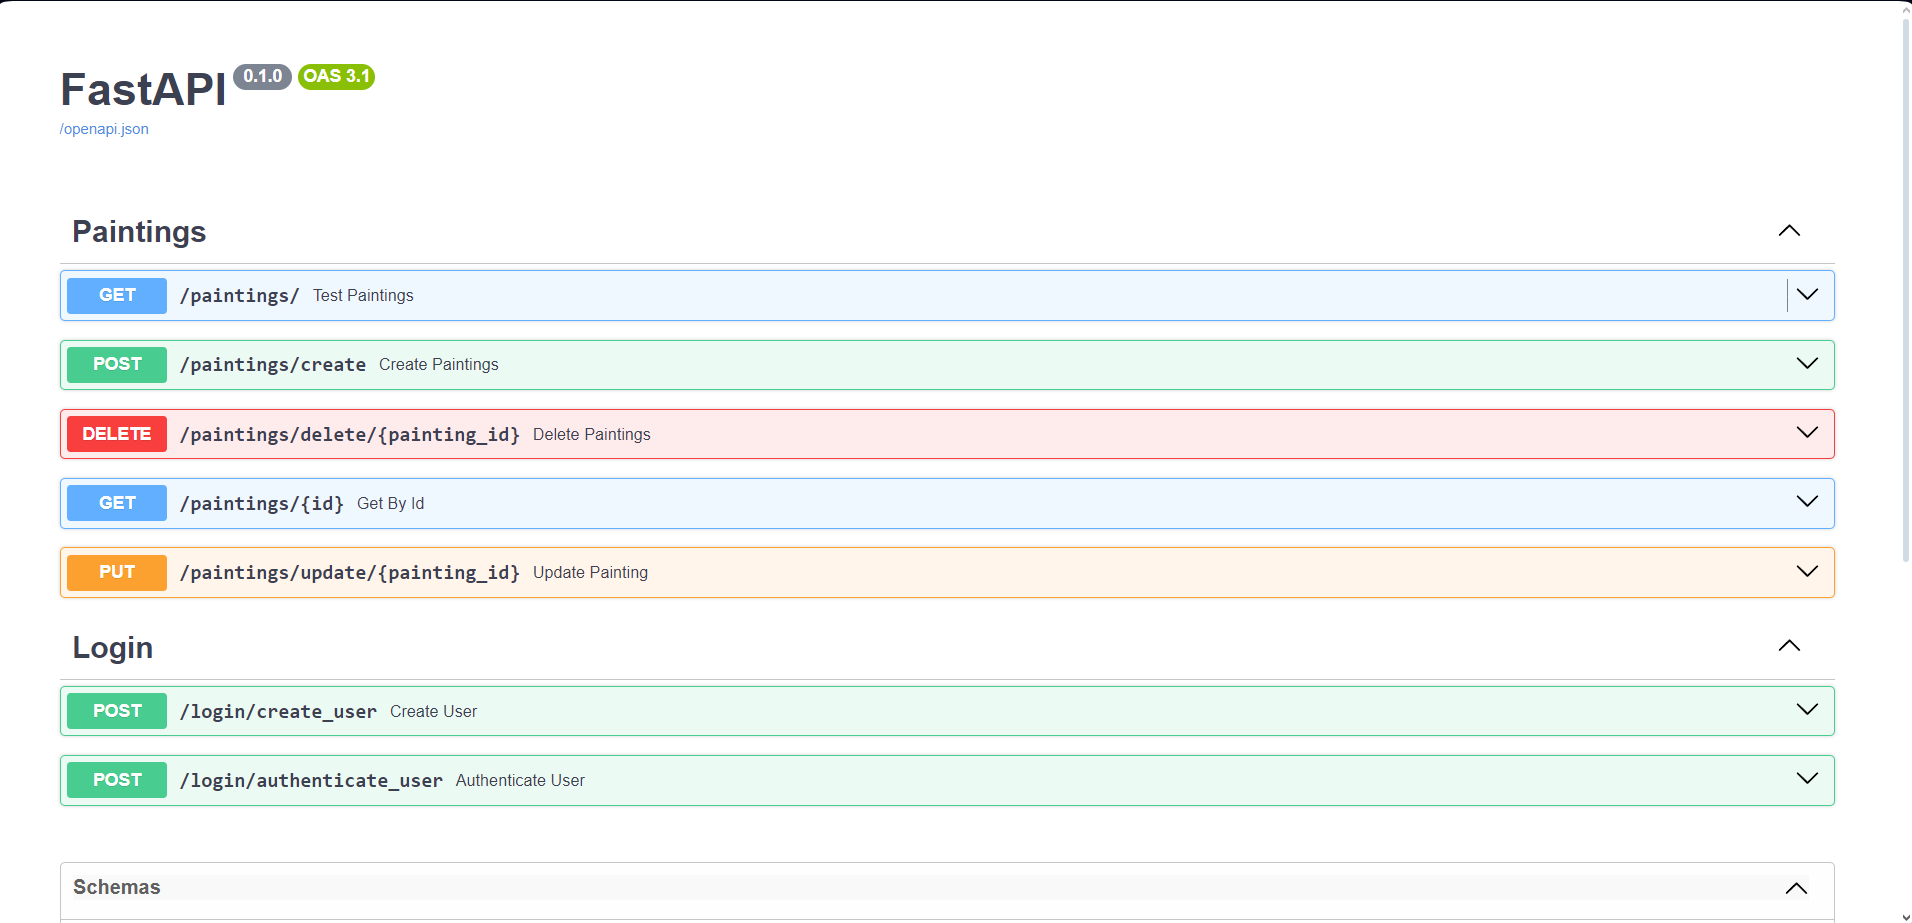 FastAPI 0.1.0 OAS 3.1
/openapi.json
Paintings
GET /paintings/ Test Paintings
POST /paintings/create Create Paintings
DELETE /paintings/delete/{painting_id} Delete Paintings
GET /paintings/{id} Get By Id
PUT /paintings/update/{painting_id} Update Painting
Login
POST /login/create_user Create User
POST /login/authenticate_user Authenticate User
Schemas